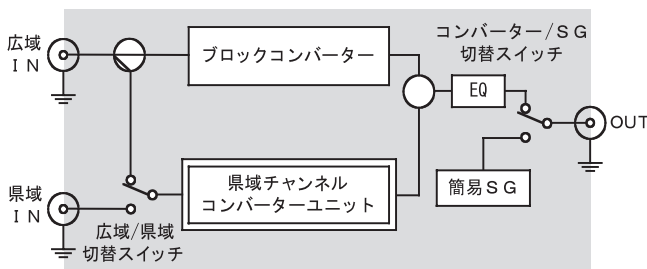 広域
ＩＮ
ブロックコンバーター
コンバーター/ＳＧ
切替スイッチ
EQ
OUT
県域
ＩＮ
県域チャンネル
コンバーターユニット
簡易ＳＧ
広域/県域
切替スイッチ